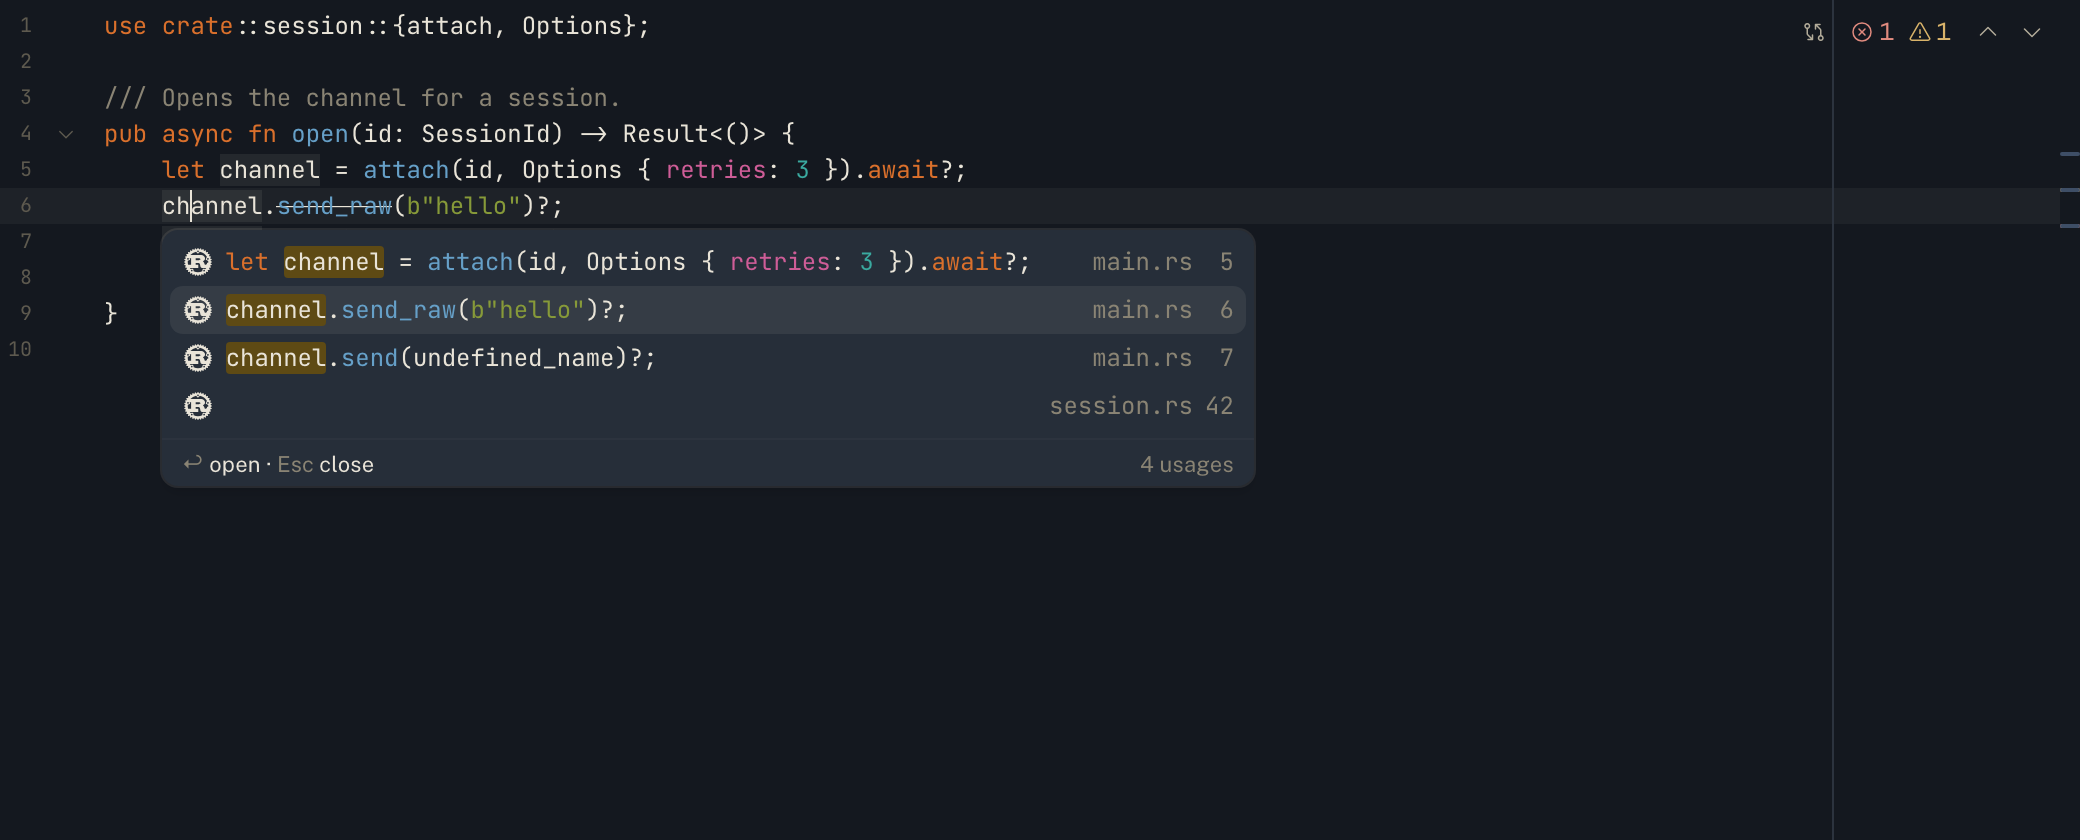 1 use crate::session::{attach, Options};
2
3 /// Opens the channel for a session.
4 pub async fn open(id: SessionId) -> Result<()> {
5 let channel = attach(id, Options { retries: 3 }).await?;
6 channel.send_raw(b"hello")?;
7
8
9 }
10
1 1
let channel = attach(id, Options { retries: 3 }).await?; main.rs 5
channel.send_raw(b"hello")?; main.rs 6
channel.send(undefined_name)?; main.rs 7
session.rs 42
↩ open · Esc close 4 usages